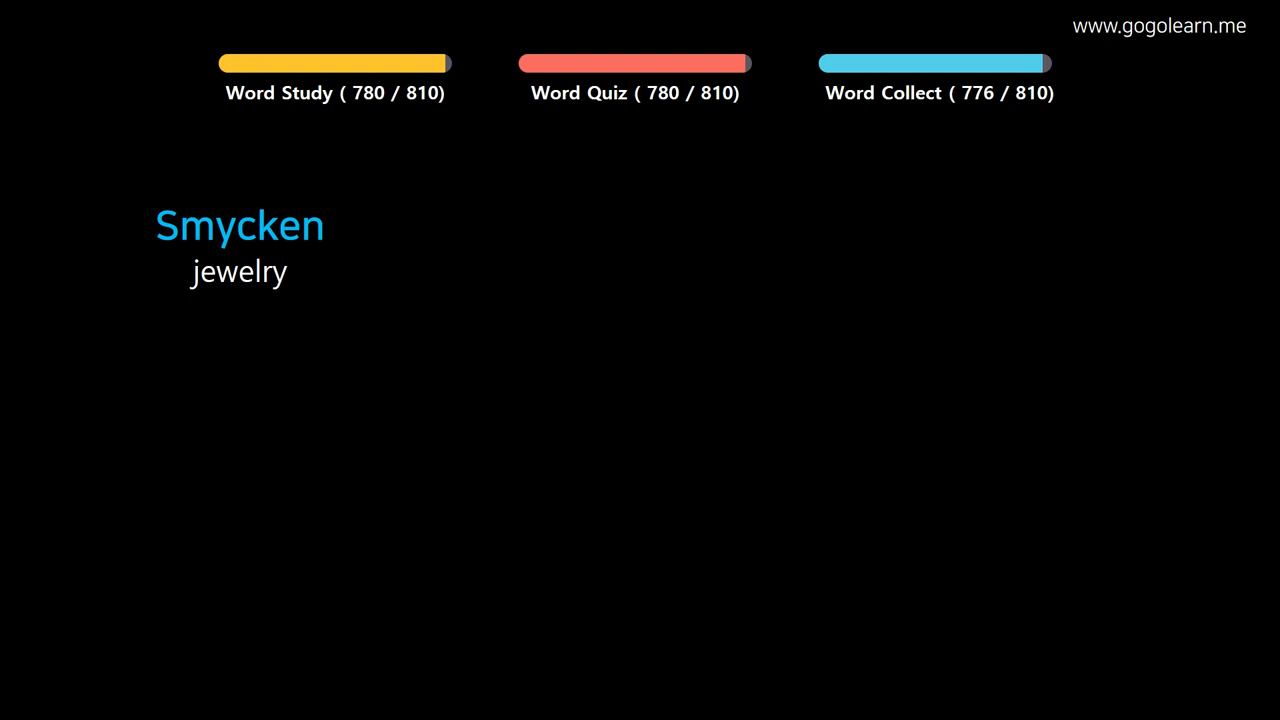 www.gogolearn.me
Word Study ( 780 / 810)
Word Quiz ( 780 / 810)
Word Collect ( 776 / 810)
Smycken
jewelry